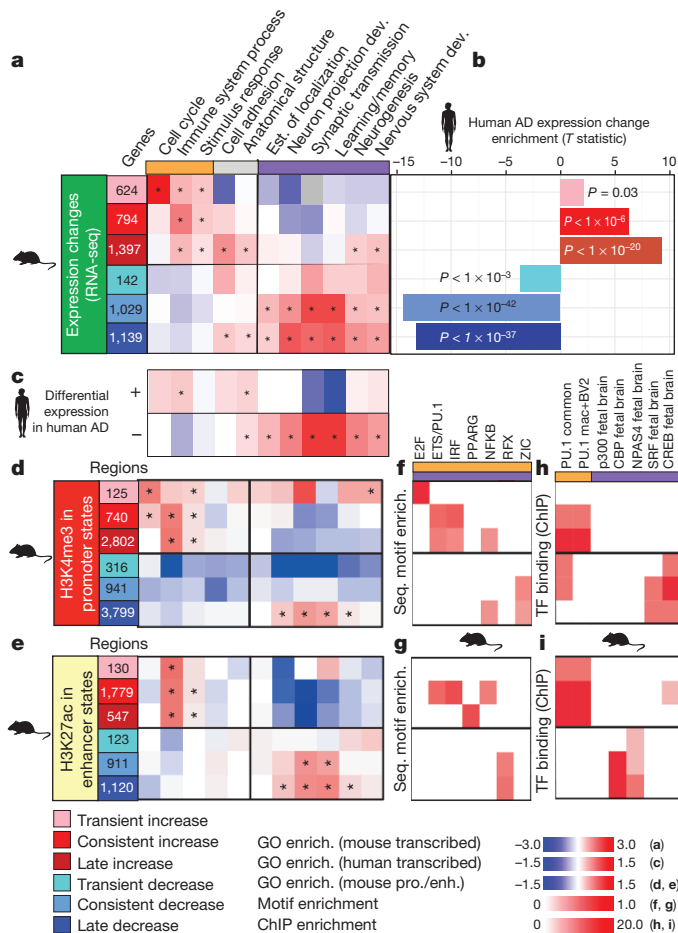 a
b
Genes
Cell cycle
Immune system process
Stimulus response
Cell adhesion
Anatomical structure
Est. of localization
Neuron projection dev.
Synaptic transmission
Learning/memory
Neurogenesis
Nervous system dev.
Human AD expression change
enrichment (T statistic)
−15 −10 −5 0 5 10
Expression changes
(RNA-seq)
624
794
1,397
142
1,029
1,139
P = 0.03
P < 1 × 10⁻⁶
P < 1 × 10⁻²⁰
P < 1 × 10⁻³
P < 1 × 10⁻⁴²
P < 1 × 10⁻³⁷
c
Differential
expression
in human AD
+
−
d
Regions
H3K4me3 in
promoter states
125
740
2,802
316
941
3,799
f
E2F
ETS/PU.1
IRF
PPARG
NFKB
RFX
ZIC
Seq. motif enrich.
h
PU.1 common
PU.1 mac+BV2
p300 fetal brain
CBP fetal brain
NPAS4 fetal brain
SRF fetal brain
CREB fetal brain
TF binding (ChIP)
e
Regions
H3K27ac in
enhancer states
130
1,779
547
123
911
1,120
g
Seq. motif enrich.
i
TF binding (ChIP)
Transient increase
Consistent increase
Late increase
Transient decrease
Consistent decrease
Late decrease
GO enrich. (mouse transcribed)
GO enrich. (human transcribed)
GO enrich. (mouse pro./enh.)
Motif enrichment
ChIP enrichment
−3.0 3.0 (a)
−1.5 1.5 (c)
−1.5 1.5 (d, e)
0 1.0 (f, g)
0 20.0 (h, i)